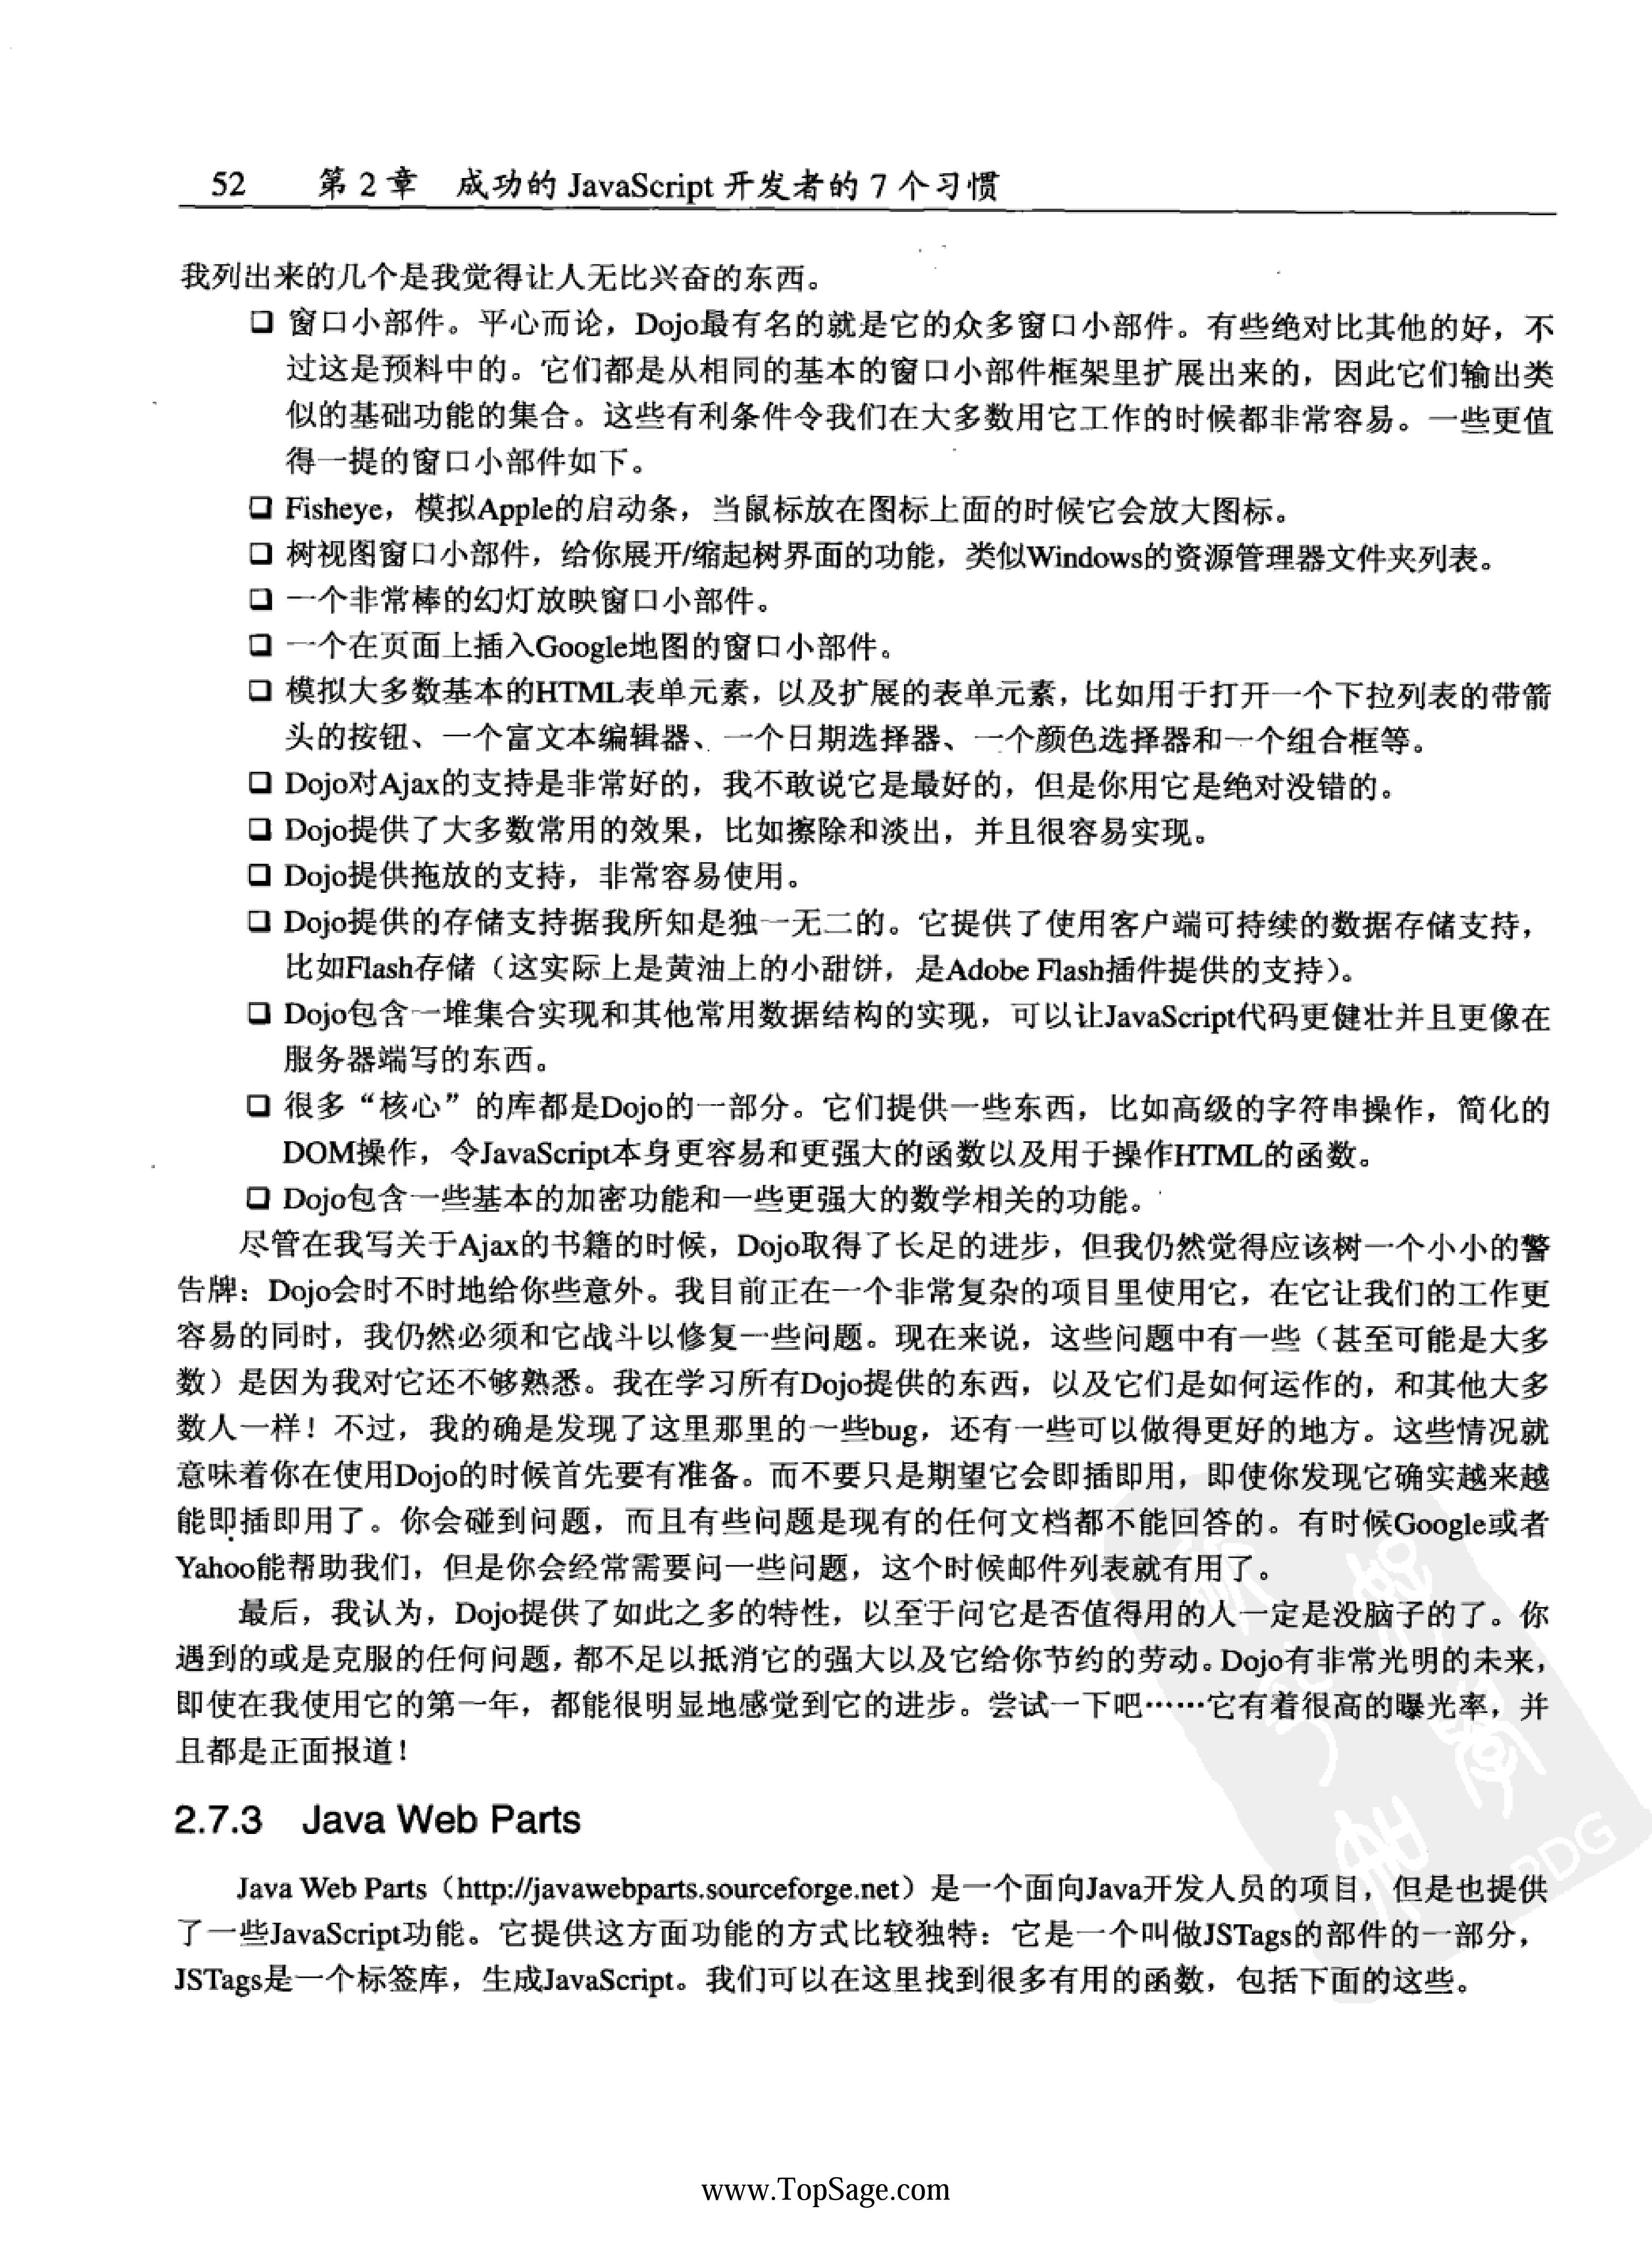 52 第 2 章 成功的 JavaScript 开发者的 7 个习惯
我列出来的几个是我觉得让人无比兴奋的东西。
❑ 窗口小部件。平心而论，Dojo最有名的就是它的众多窗口小部件。有些绝对比其他的好，不
过这是预料中的。它们都是从相同的基本的窗口小部件框架里扩展出来的，因此它们输出类
似的基础功能的集合。这些有利条件令我们在大多数用它工作的时候都非常容易。一些更值
得一提的窗口小部件如下。
❑ Fisheye，模拟Apple的启动条，当鼠标放在图标上面的时候它会放大图标。
❑ 树视图窗口小部件，给你展开/缩起树界面的功能，类似Windows的资源管理器文件夹列表。
❑ 一个非常棒的幻灯放映窗口小部件。
❑ 一个在页面上插入Google地图的窗口小部件。
❑ 模拟大多数基本的HTML表单元素，以及扩展的表单元素，比如用于打开一个下拉列表的带箭
头的按钮、一个富文本编辑器、一个日期选择器、一个颜色选择器和一个组合框等。
❑ Dojo对Ajax的支持是非常好的，我不敢说它是最好的，但是你用它是绝对没错的。
❑ Dojo提供了大多数常用的效果，比如擦除和淡出，并且很容易实现。
❑ Dojo提供拖放的支持，非常容易使用。
❑ Dojo提供的存储支持据我所知是独一无二的。它提供了使用客户端可持续的数据存储支持，
比如Flash存储（这实际上是黄油上的小甜饼，是Adobe Flash插件提供的支持）。
❑ Dojo包含一堆集合实现和其他常用数据结构的实现，可以让JavaScript代码更健壮并且更像在
服务器端写的东西。
❑ 很多“核心”的库都是Dojo的一部分。它们提供一些东西，比如高级的字符串操作，简化的
DOM操作，令JavaScript本身更容易和更强大的函数以及用于操作HTML的函数。
❑ Dojo包含一些基本的加密功能和一些更强大的数学相关的功能。
尽管在我写关于Ajax的书籍的时候，Dojo取得了长足的进步，但我仍然觉得应该树一个小小的警
告牌：Dojo会时不时地给你些意外。我目前正在一个非常复杂的项目里使用它，在它让我们的工作更
容易的同时，我仍然必须和它战斗以修复一些问题。现在来说，这些问题中有一些（甚至可能是大多
数）是因为我对它还不够熟悉。我在学习所有Dojo提供的东西，以及它们是如何运作的，和其他大多
数人一样！不过，我的确是发现了这里那里的一些bug，还有一些可以做得更好的地方。这些情况就
意味着你在使用Dojo的时候首先要有准备。而不要只是期望它会即插即用，即使你发现它确实越来越
能即插即用了。你会碰到问题，而且有些问题是现有的任何文档都不能回答的。有时候Google或者
Yahoo能帮助我们，但是你会经常需要问一些问题，这个时候邮件列表就有用了。
最后，我认为，Dojo提供了如此之多的特性，以至于问它是否值得用的人一定是没脑子的了。你
遇到的或是克服的任何问题，都不足以抵消它的强大以及它给你节约的劳动。Dojo有非常光明的未来，
即使在我使用它的第一年，都能很明显地感觉到它的进步。尝试一下吧……它有着很高的曝光率，并
且都是正面报道！
2.7.3 Java Web Parts
Java Web Parts（http://javawebparts.sourceforge.net）是一个面向Java开发人员的项目，但是也提供
了一些JavaScript功能。它提供这方面功能的方式比较独特：它是一个叫做JSTags的部件的一部分，
JSTags是一个标签库，生成JavaScript。我们可以在这里找到很多有用的函数，包括下面的这些。
PDG
www.TopSage.com